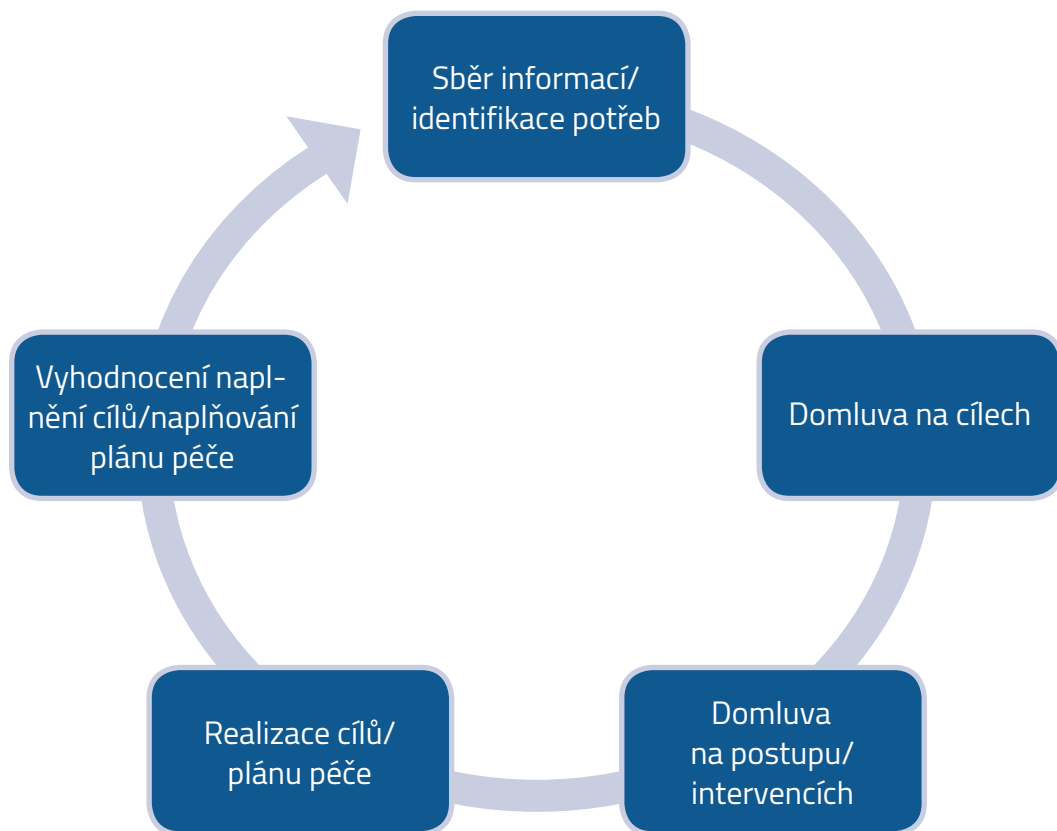 Sběr informací/
identifikace potřeb
Domluva na cílech
Domluva
na postupu/
intervencích
Realizace cílů/
plánu péče
Vyhodnocení napl-
nění cílů/naplňování
plánu péče